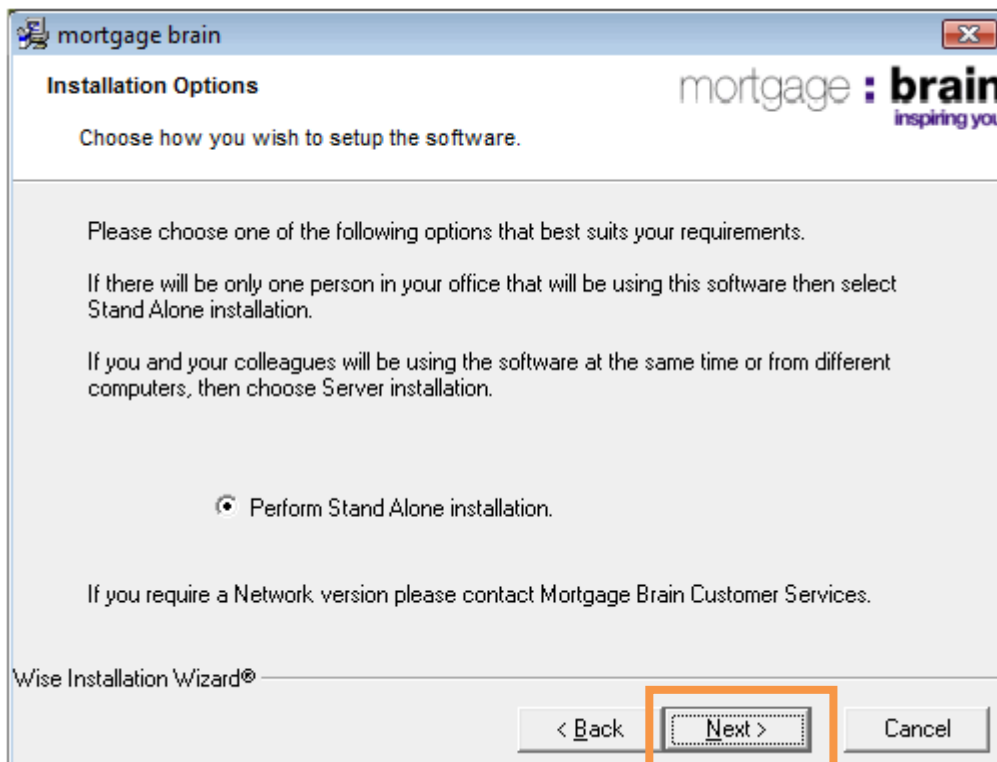 mortgage brain
Installation Options
mortgage : brain
inspiring you
Choose how you wish to setup the software.
Please choose one of the following options that best suits your requirements.
If there will be only one person in your office that will be using this software then select
Stand Alone installation.
If you and your colleagues will be using the software at the same time or from different
computers, then choose Server installation.
Perform Stand Alone installation.
If you require a Network version please contact Mortgage Brain Customer Services.
Wise Installation Wizard®
< Back
Next >
Cancel